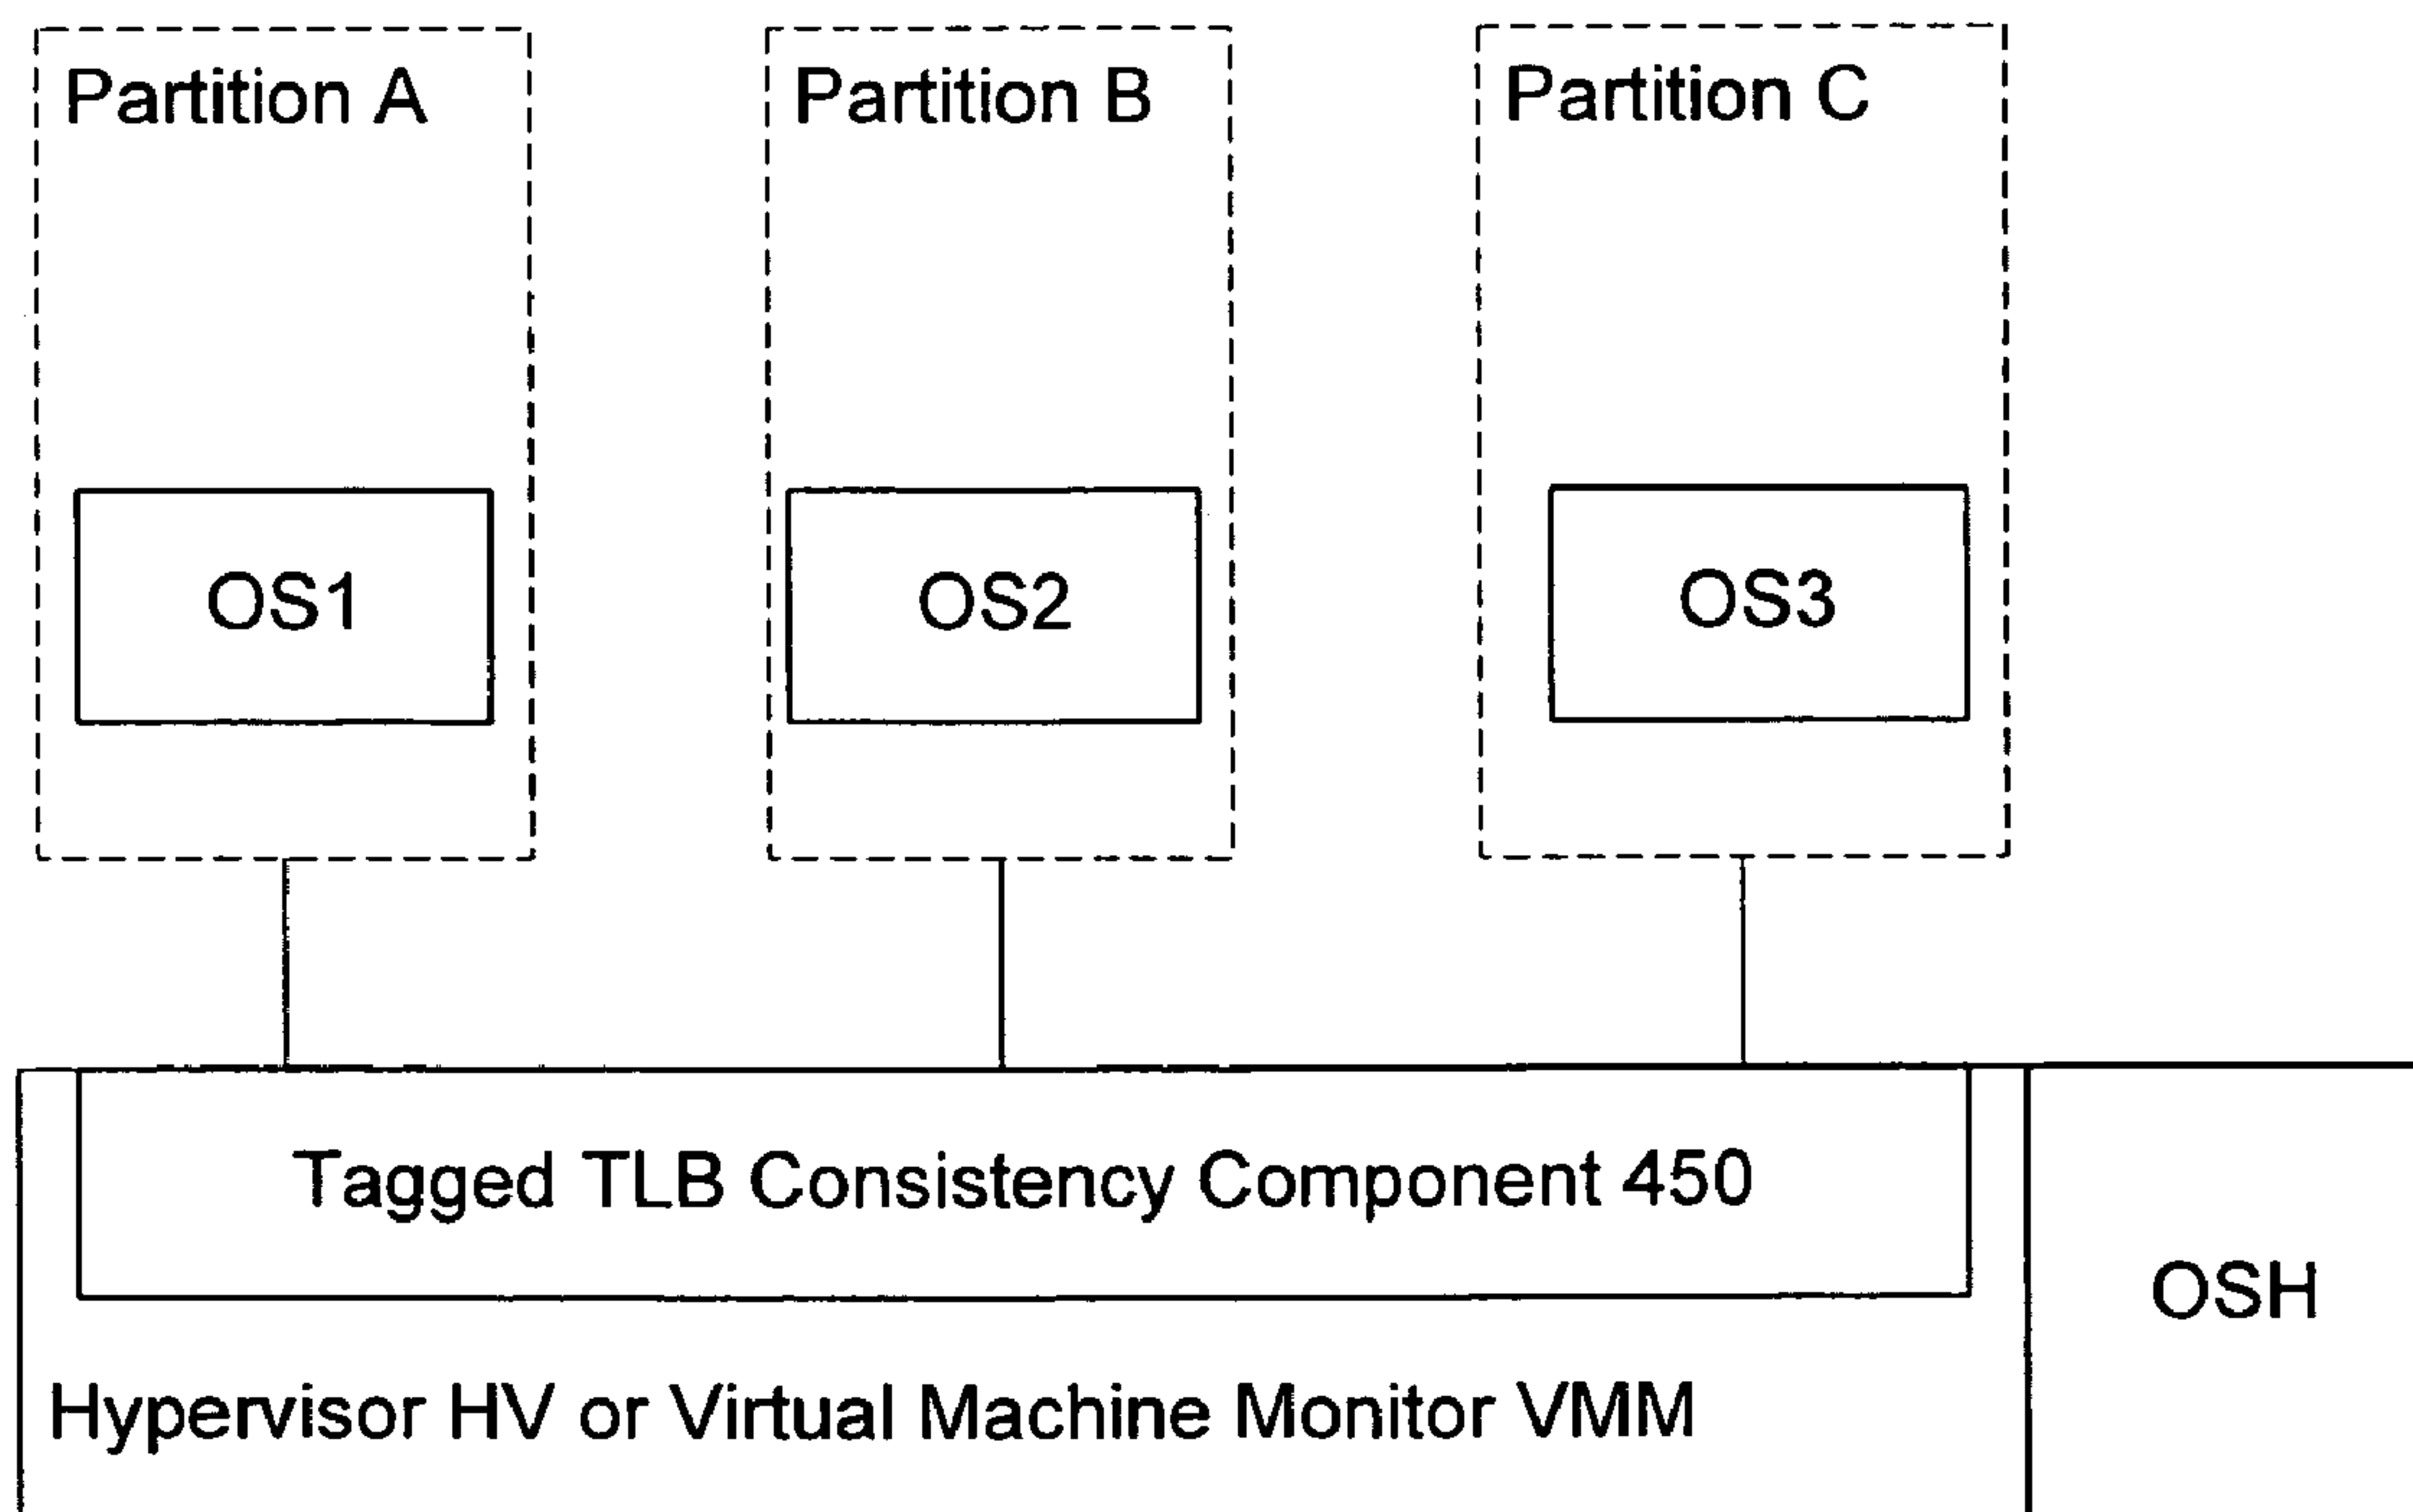 Partition A
Partition B
Partition C
OS1
OS2
OS3
Tagged TLB Consistency Component 450
OSH
Hypervisor HV or Virtual Machine Monitor VMM